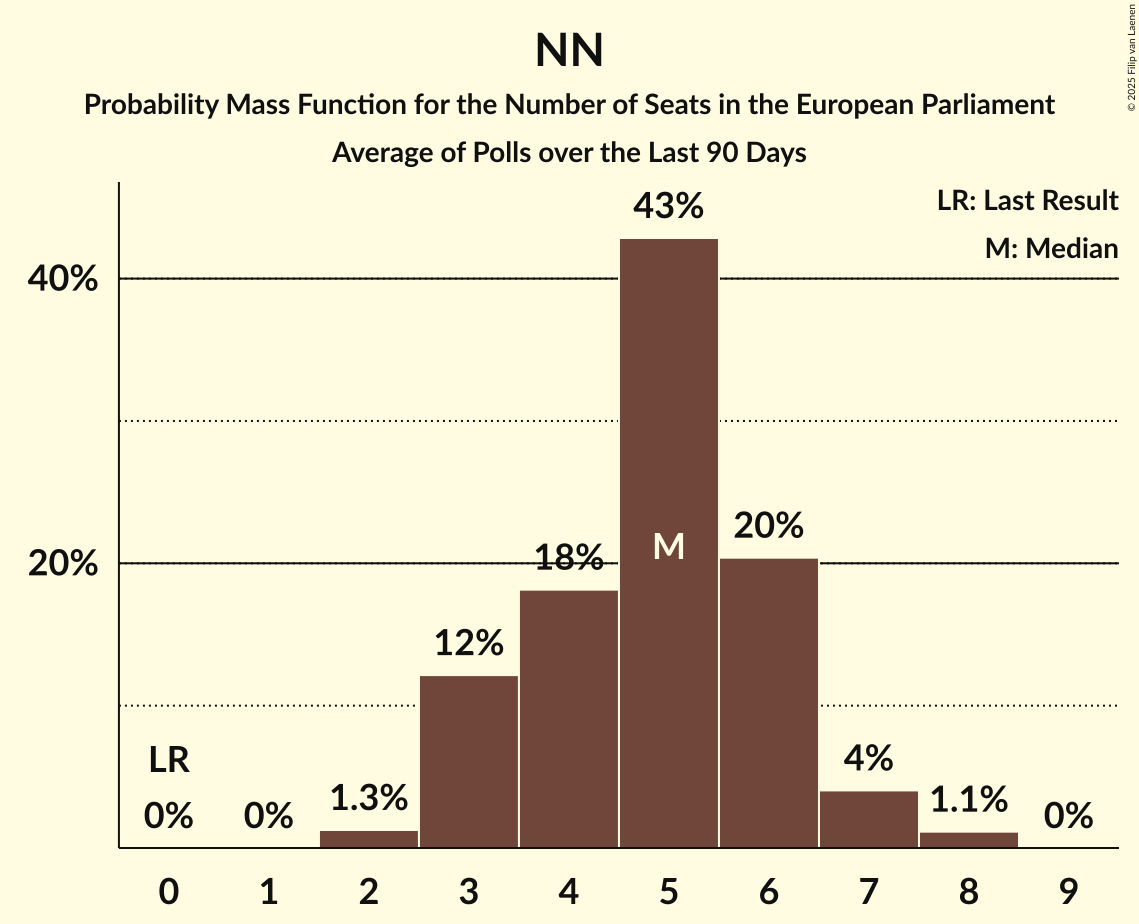 NN
Probability Mass Function for the Number of Seats in the European Parliament
Average of Polls over the Last 90 Days
© 2025 Filip van Laenen
LR: Last Result
M: Median
43%
40%
20%
20%
18%
M
12%
LR
4%
1.3%
1.1%
0%
0%
0%
0 1 2 3 4 5 6 7 8 9